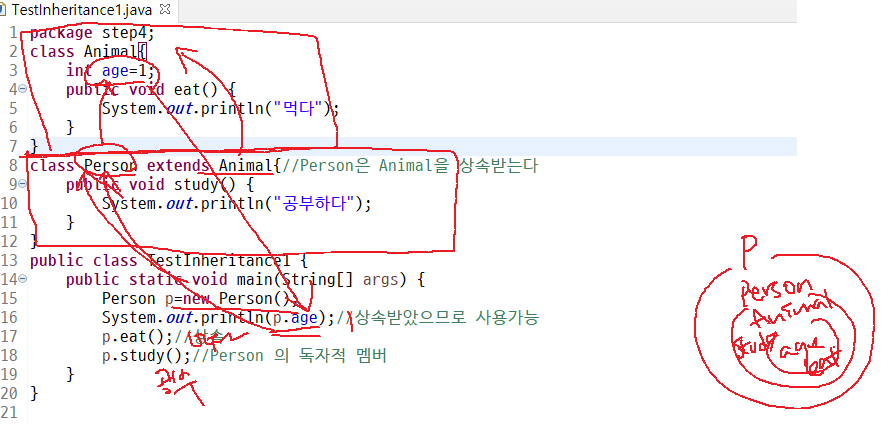 TestInheritance1.java
1 package step4;
2 class Animal{
3 int age=1;
4 public void eat() {
5 System.out.println("먹다");
6 }
7 }
8 class Person extends Animal{//Person은 Animal을 상속받는다
9 public void study() {
10 System.out.println("공부하다");
11 }
12 }
13 public class TestInheritance1 {
14 public static void main(String[] args) {
15 Person p=new Person();
16 System.out.println(p.age);//상속받았으므로 사용가능
17 p.eat();//상속
18 p.study();//Person 의 독자적 멤버
19 }
20 }
21
P
Person
Animal
study age
eat